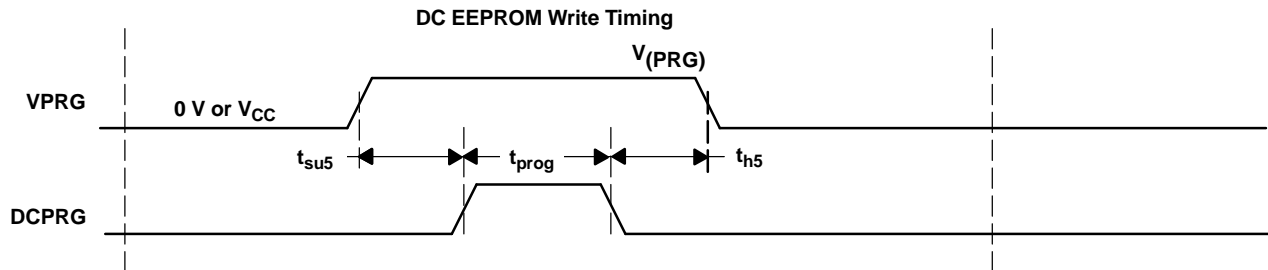 DC EEPROM Write Timing
V(PRG)
VPRG
0 V or VCC
tsu5
tprog
th5
DCPRG